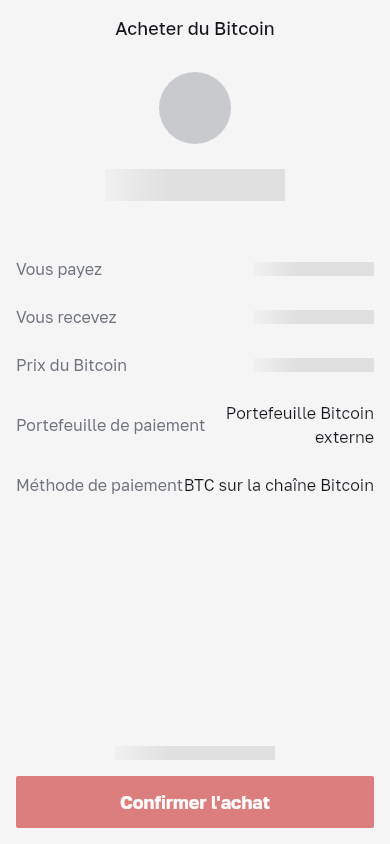 Acheter du Bitcoin
Vous payez
Vous recevez
Prix du Bitcoin
Portefeuille de paiement
Portefeuille Bitcoin
externe
Méthode de paiement
BTC sur la chaîne Bitcoin
Confirmer l'achat